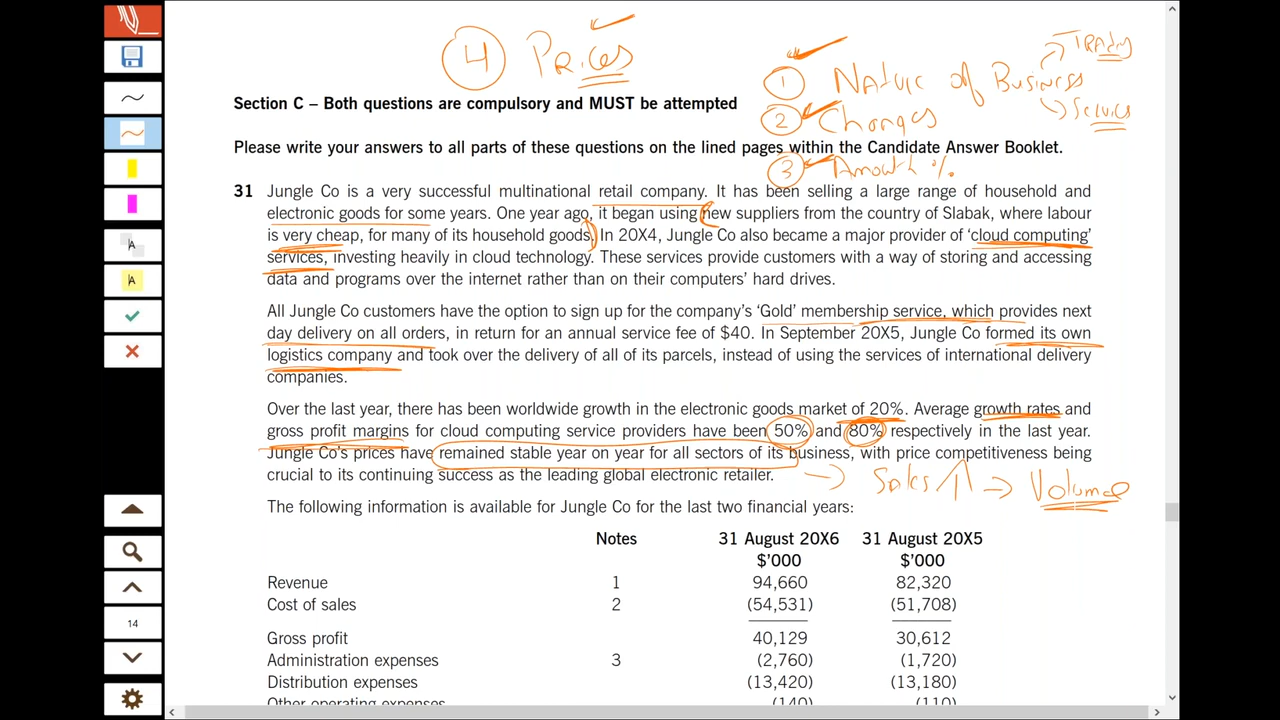 4 Prices
Trading
1 Nature of Business
Services
Section C – Both questions are compulsory and MUST be attempted
2 Changes
Please write your answers to all parts of these questions on the lined pages within the Candidate Answer Booklet.
3 Amount %
31 Jungle Co is a very successful multinational retail company. It has been selling a large range of household and
electronic goods for some years. One year ago, it began using new suppliers from the country of Slabak, where labour
is very cheap, for many of its household goods. In 20X4, Jungle Co also became a major provider of ‘cloud computing’
services, investing heavily in cloud technology. These services provide customers with a way of storing and accessing
data and programs over the internet rather than on their computers’ hard drives.
All Jungle Co customers have the option to sign up for the company’s ‘Gold’ membership service, which provides next
day delivery on all orders, in return for an annual service fee of $40. In September 20X5, Jungle Co formed its own
logistics company and took over the delivery of all of its parcels, instead of using the services of international delivery
companies.
Over the last year, there has been worldwide growth in the electronic goods market of 20%. Average growth rates and
gross profit margins for cloud computing service providers have been 50% and 80% respectively in the last year.
Jungle Co’s prices have remained stable year on year for all sectors of its business, with price competitiveness being
crucial to its continuing success as the leading global electronic retailer.
→ Sales ↑ ⇒ Volume
The following information is available for Jungle Co for the last two financial years:
Notes 31 August 20X6 31 August 20X5
$’000 $’000
Revenue 1 94,660 82,320
Cost of sales 2 (54,531) (51,708)
Gross profit 40,129 30,612
Administration expenses 3 (2,760) (1,720)
Distribution expenses (13,420) (13,180)
Other operating expenses (140) (110)
14